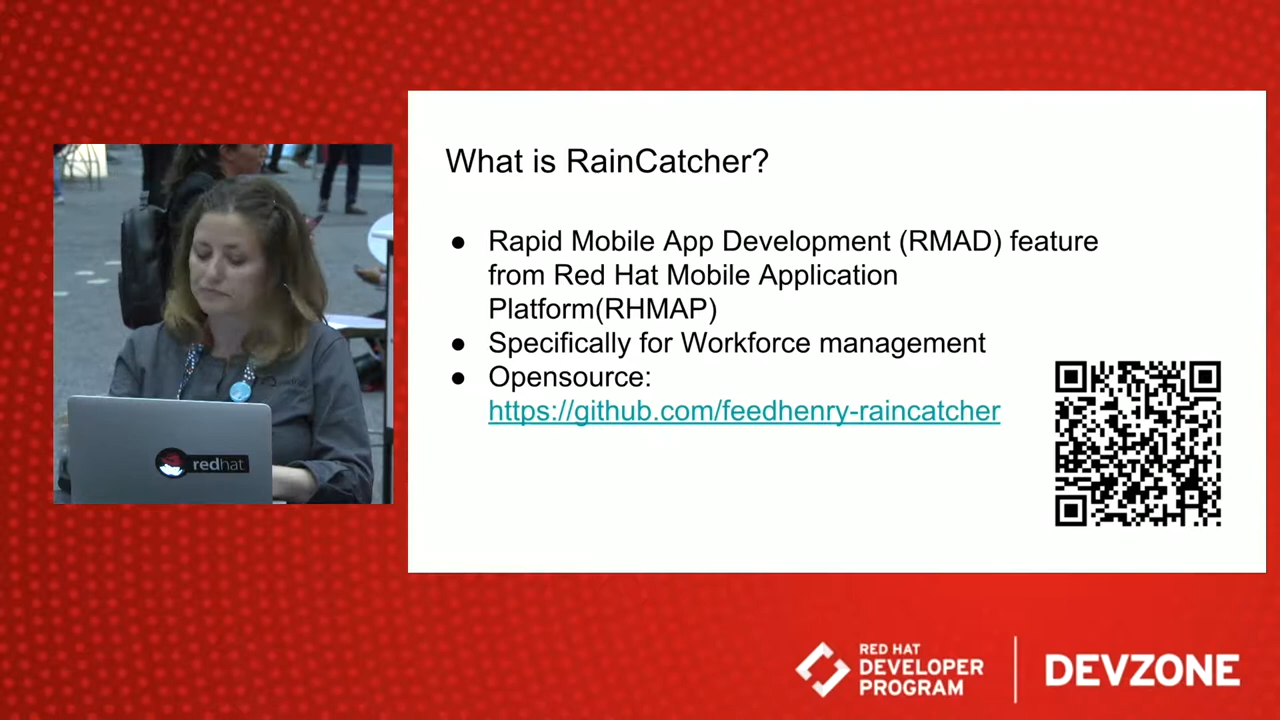 What is RainCatcher?
● Rapid Mobile App Development (RMAD) feature
from Red Hat Mobile Application
Platform(RHMAP)
● Specifically for Workforce management
● Opensource:
https://github.com/feedhenry-raincatcher
redhat
RED HAT
DEVELOPER
PROGRAM
DEVZONE